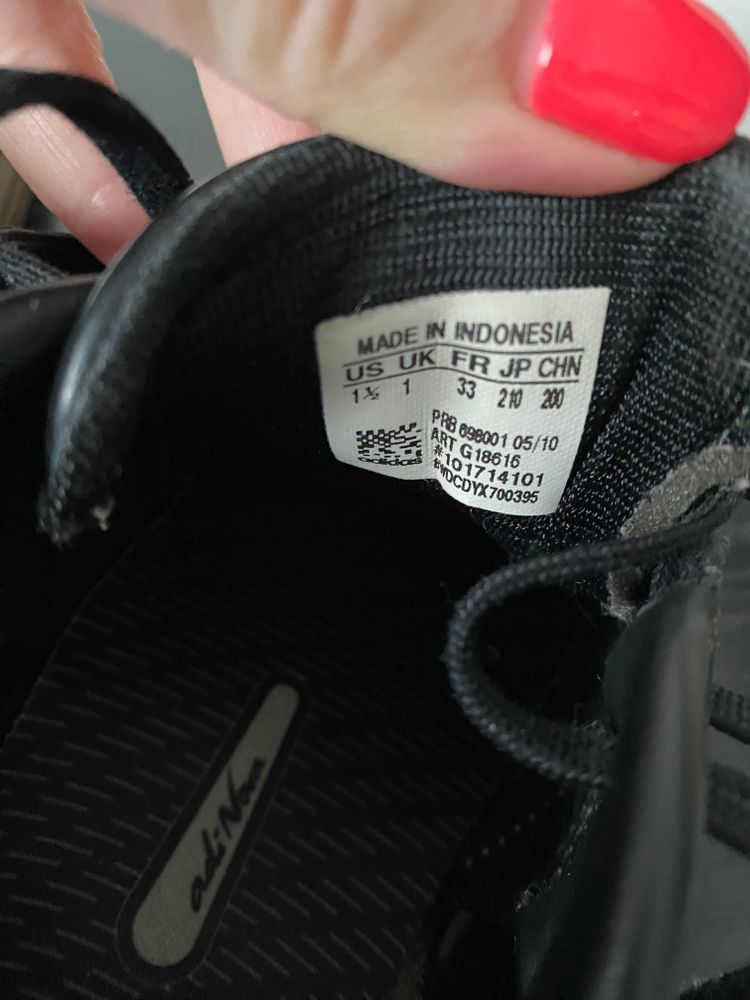 MADE IN INDONESIA
US UK FR JP CHN
1½ 1 33 210 200
PRB 698001 05/10
ART G18616
#101714101
adidas
adiNova